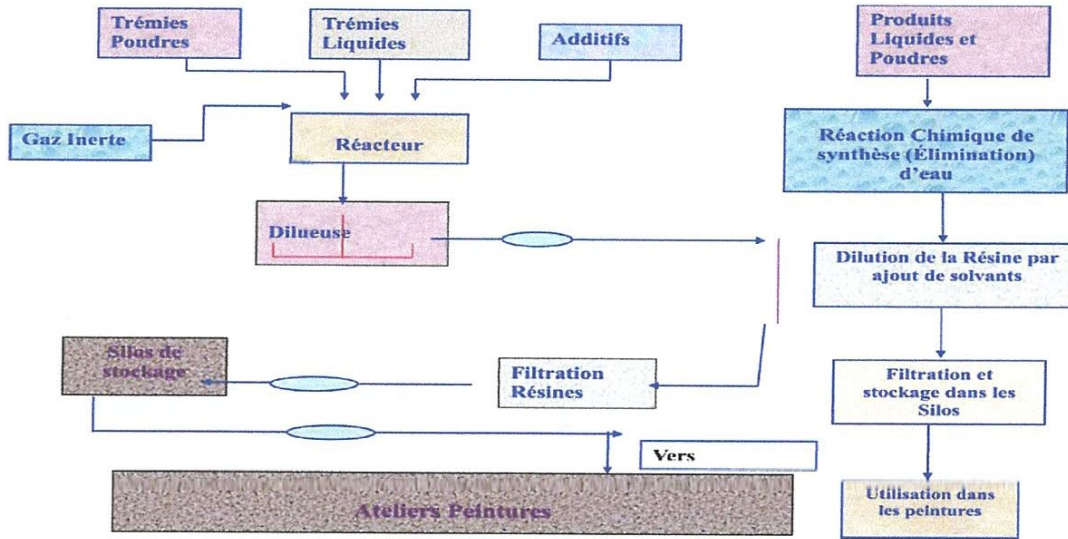 Trémies
Poudres
Trémies
Liquides
Additifs
Produits
Liquides et
Poudres
Gaz Inerte
Réacteur
Réaction Chimique de
synthèse (Élimination)
d'eau
Dilueuse
Dilution de la Résine par
ajout de solvants
Silos de
stockage
Filtration
Résines
Filtration et
stockage dans les
Silos
Vers
Ateliers Peintures
Utilisation dans
les peintures